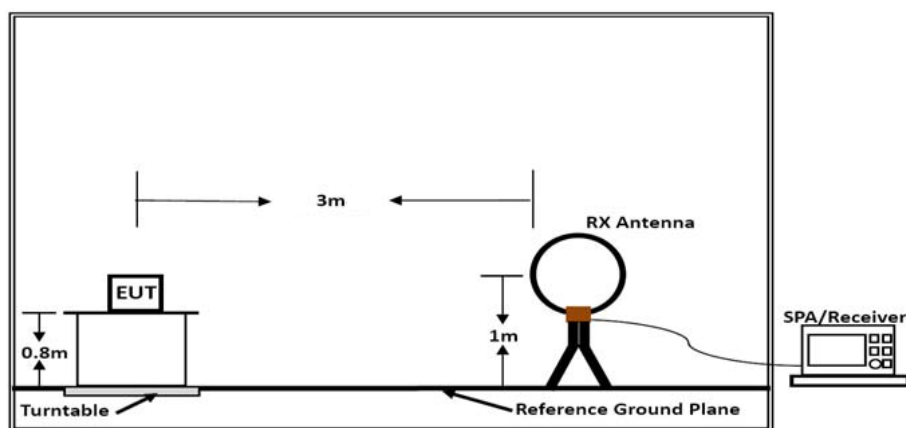 3m
RX Antenna
EUT
SPA/Receiver
0.8m
1m
Turntable
Reference Ground Plane